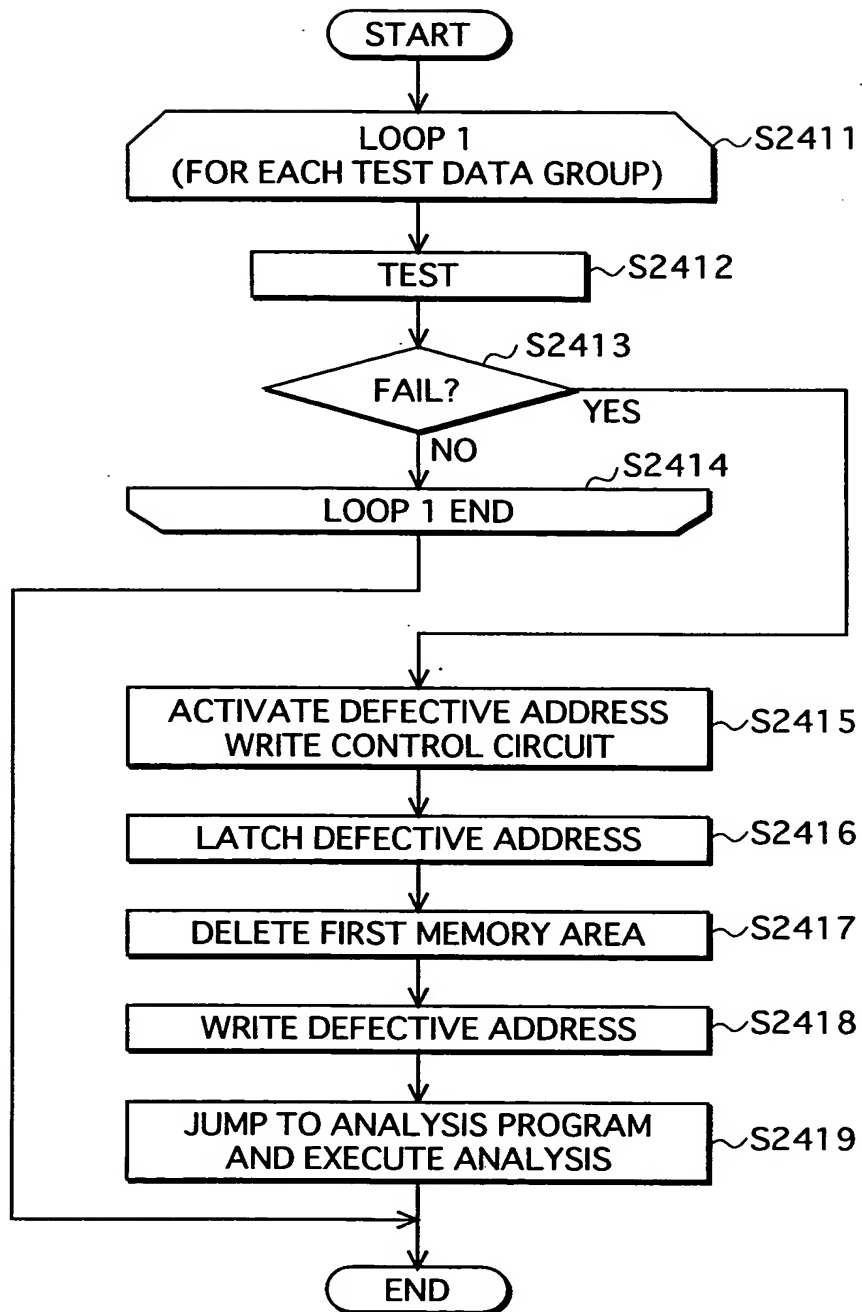 START
LOOP 1
(FOR EACH TEST DATA GROUP)
S2411
TEST
S2412
S2413
FAIL?
YES
NO
S2414
LOOP 1 END
ACTIVATE DEFECTIVE ADDRESS
WRITE CONTROL CIRCUIT
S2415
LATCH DEFECTIVE ADDRESS
S2416
DELETE FIRST MEMORY AREA
S2417
WRITE DEFECTIVE ADDRESS
S2418
JUMP TO ANALYSIS PROGRAM
AND EXECUTE ANALYSIS
S2419
END